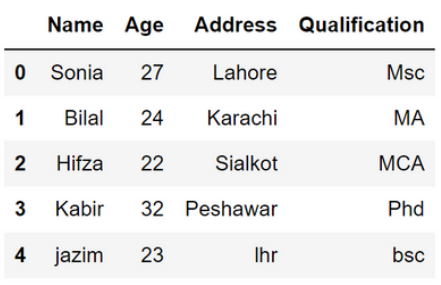 Name Age Address Qualification
0 Sonia 27 Lahore Msc
1 Bilal 24 Karachi MA
2 Hifza 22 Sialkot MCA
3 Kabir 32 Peshawar Phd
4 jazim 23 lhr bsc